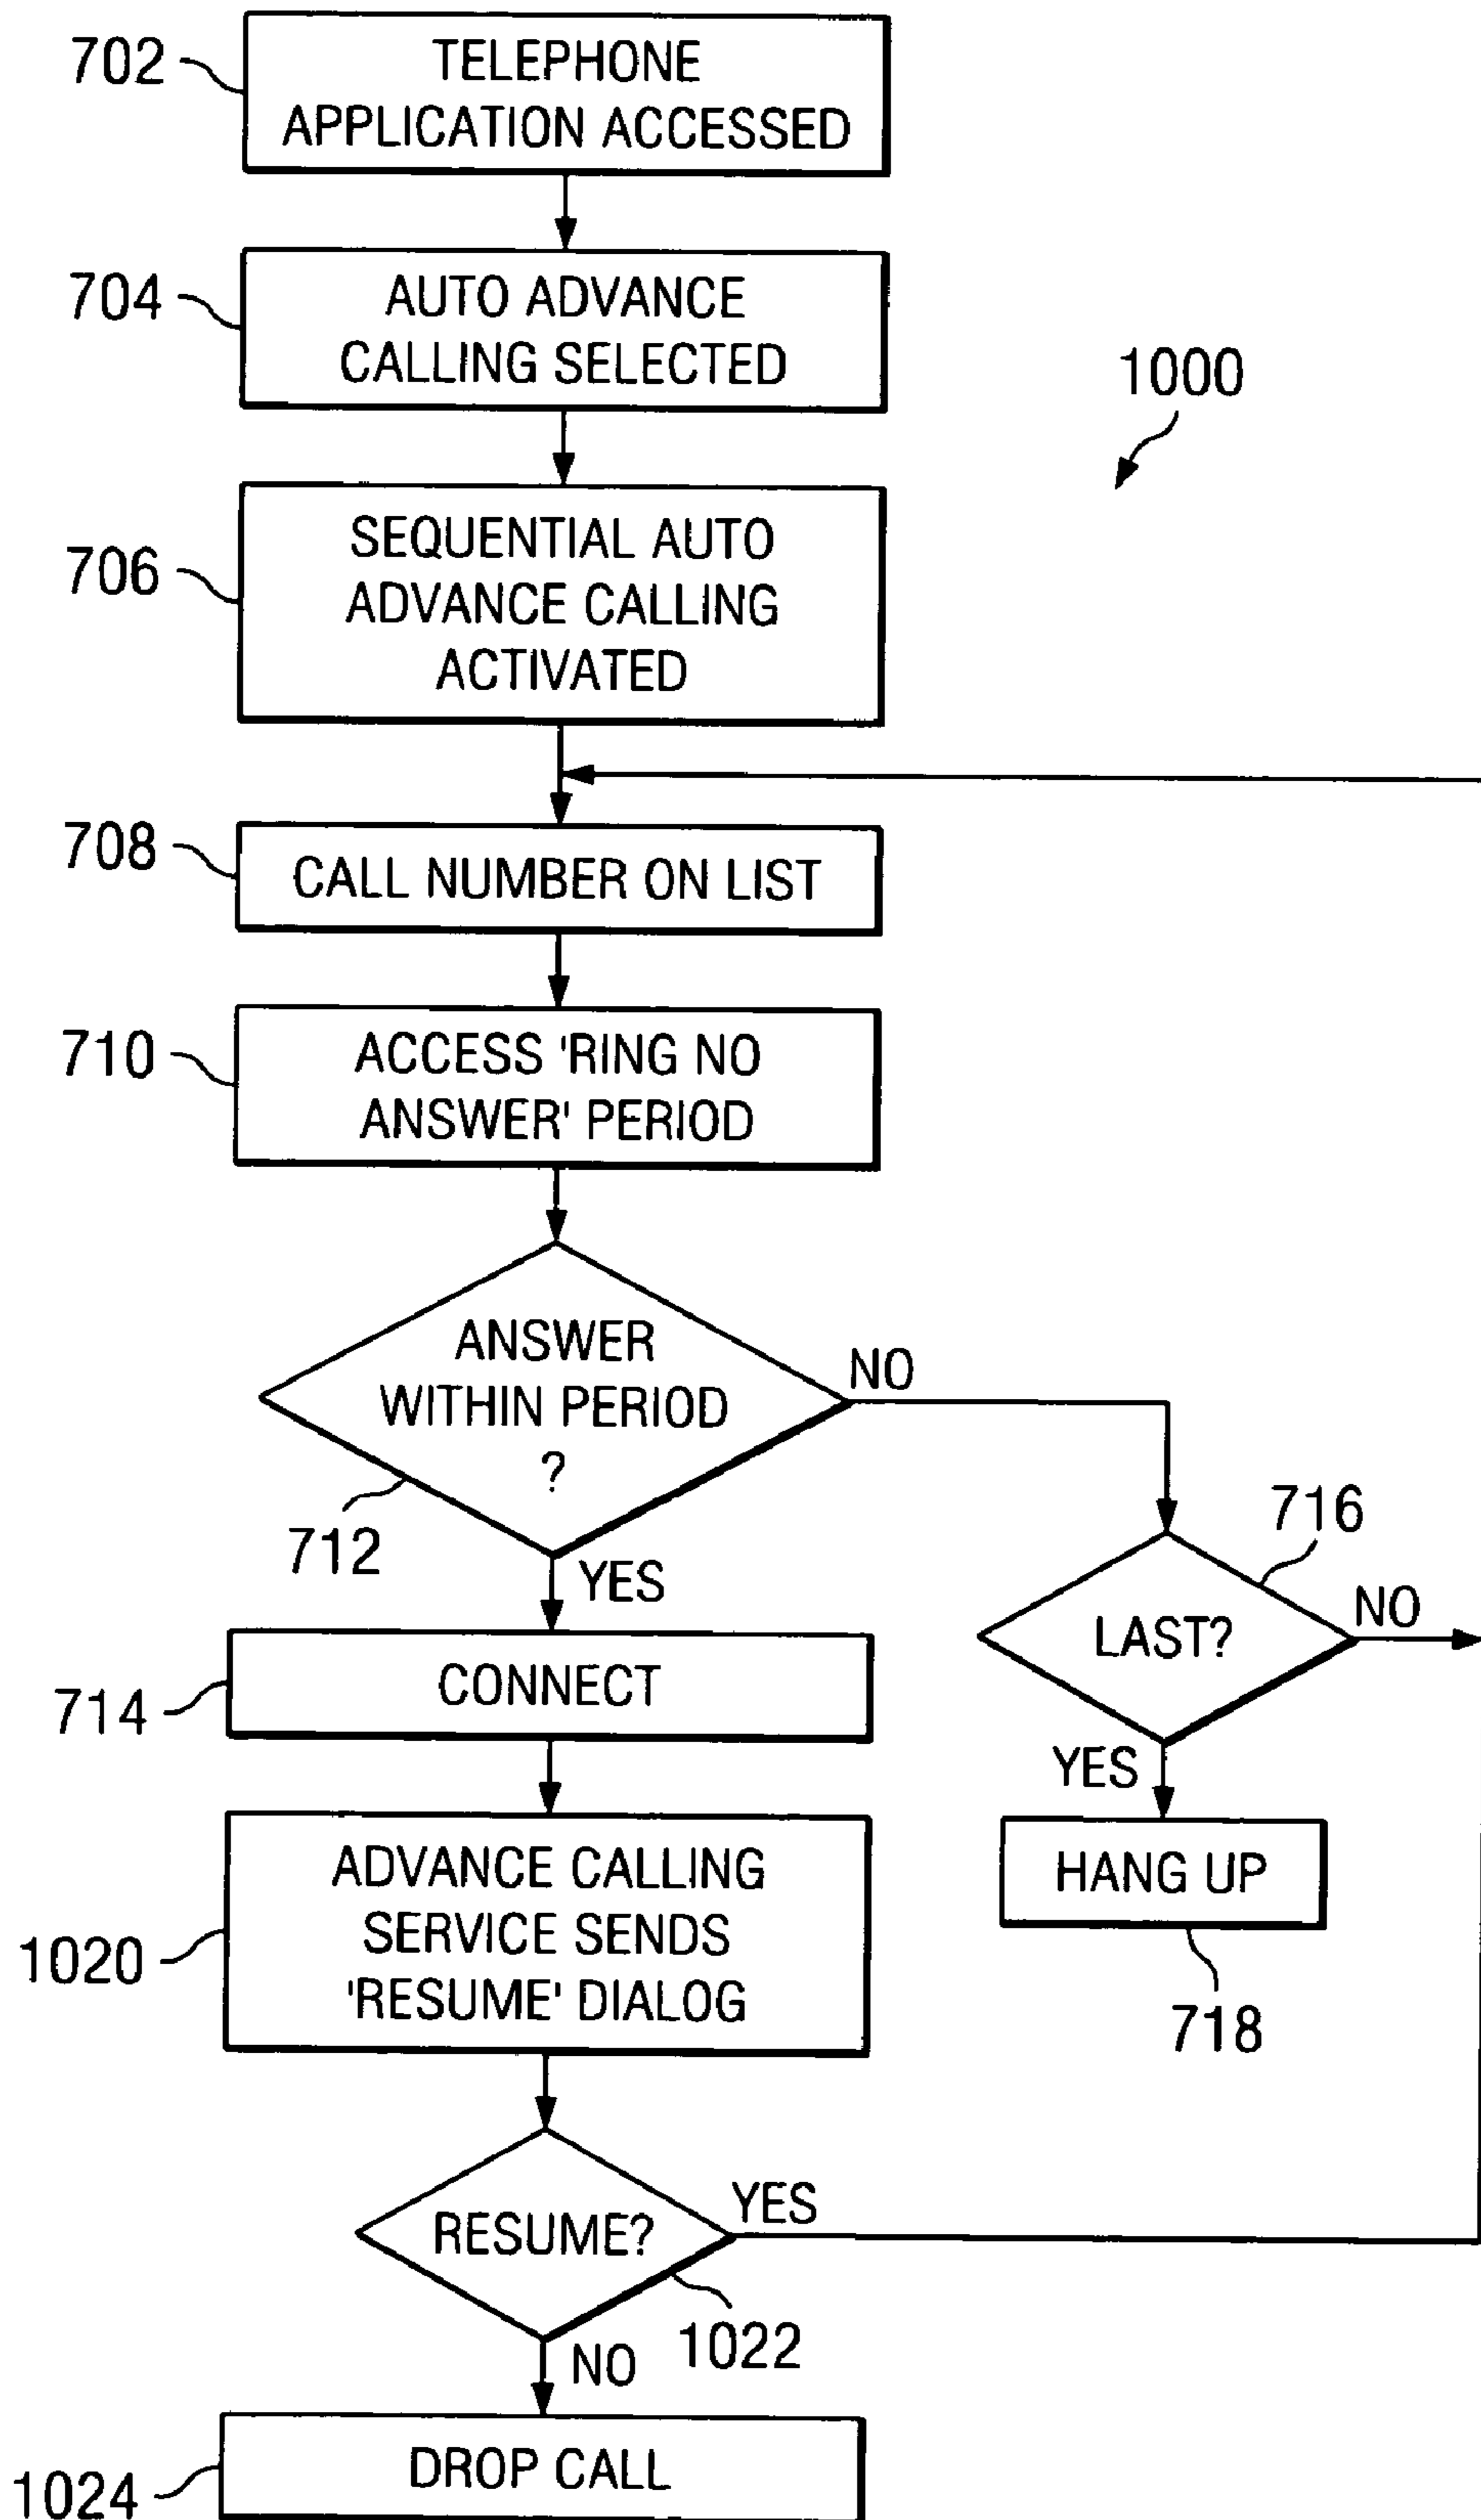 702
TELEPHONE
APPLICATION ACCESSED
704
AUTO ADVANCE
CALLING SELECTED
1000
706
SEQUENTIAL AUTO
ADVANCE CALLING
ACTIVATED
708
CALL NUMBER ON LIST
710
ACCESS 'RING NO
ANSWER' PERIOD
ANSWER
WITHIN PERIOD
?
NO
712
YES
716
LAST?
NO
714
CONNECT
YES
HANG UP
718
1020
ADVANCE CALLING
SERVICE SENDS
'RESUME' DIALOG
RESUME?
YES
1022
NO
1024
DROP CALL